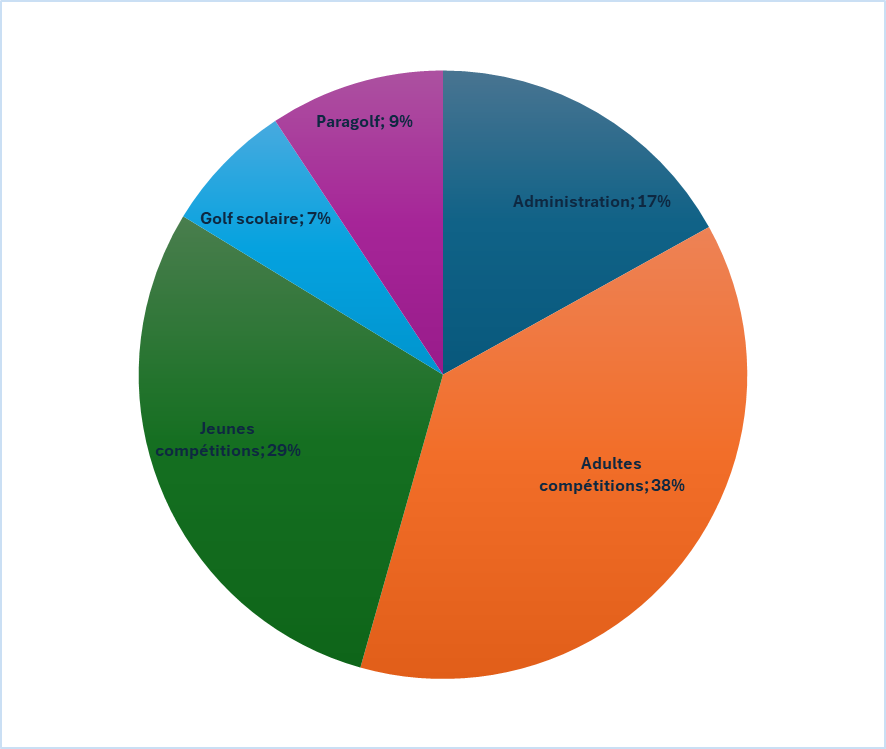 Paragolf; 9%
Administration; 17%
Golf scolaire; 7%
Jeunes
compétitions; 29%
Adultes
compétitions; 38%